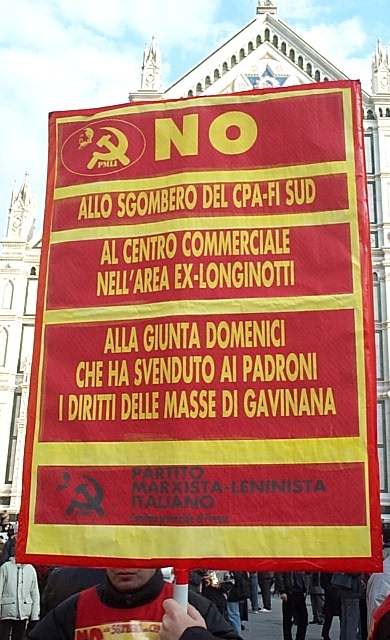 PMLI
NO
ALLO SGOMBERO DEL CPA-FI SUD
AL CENTRO COMMERCIALE
NELL'AREA EX-LONGINOTTI
ALLA GIUNTA DOMENICI
CHE HA SVENDUTO AI PADRONI
I DIRITTI DELLE MASSE DI GAVINANA
PARTITO
MARXISTA-LENINISTA
ITALIANO
NO